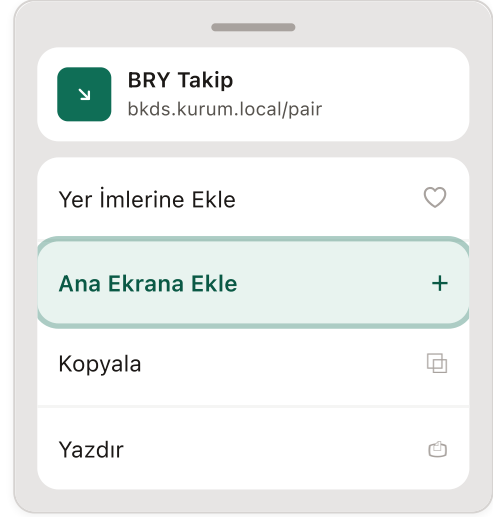 BRY Takip
bkds.kurum.local/pair
Yer İmlerine Ekle
Ana Ekrana Ekle
Kopyala
Yazdır